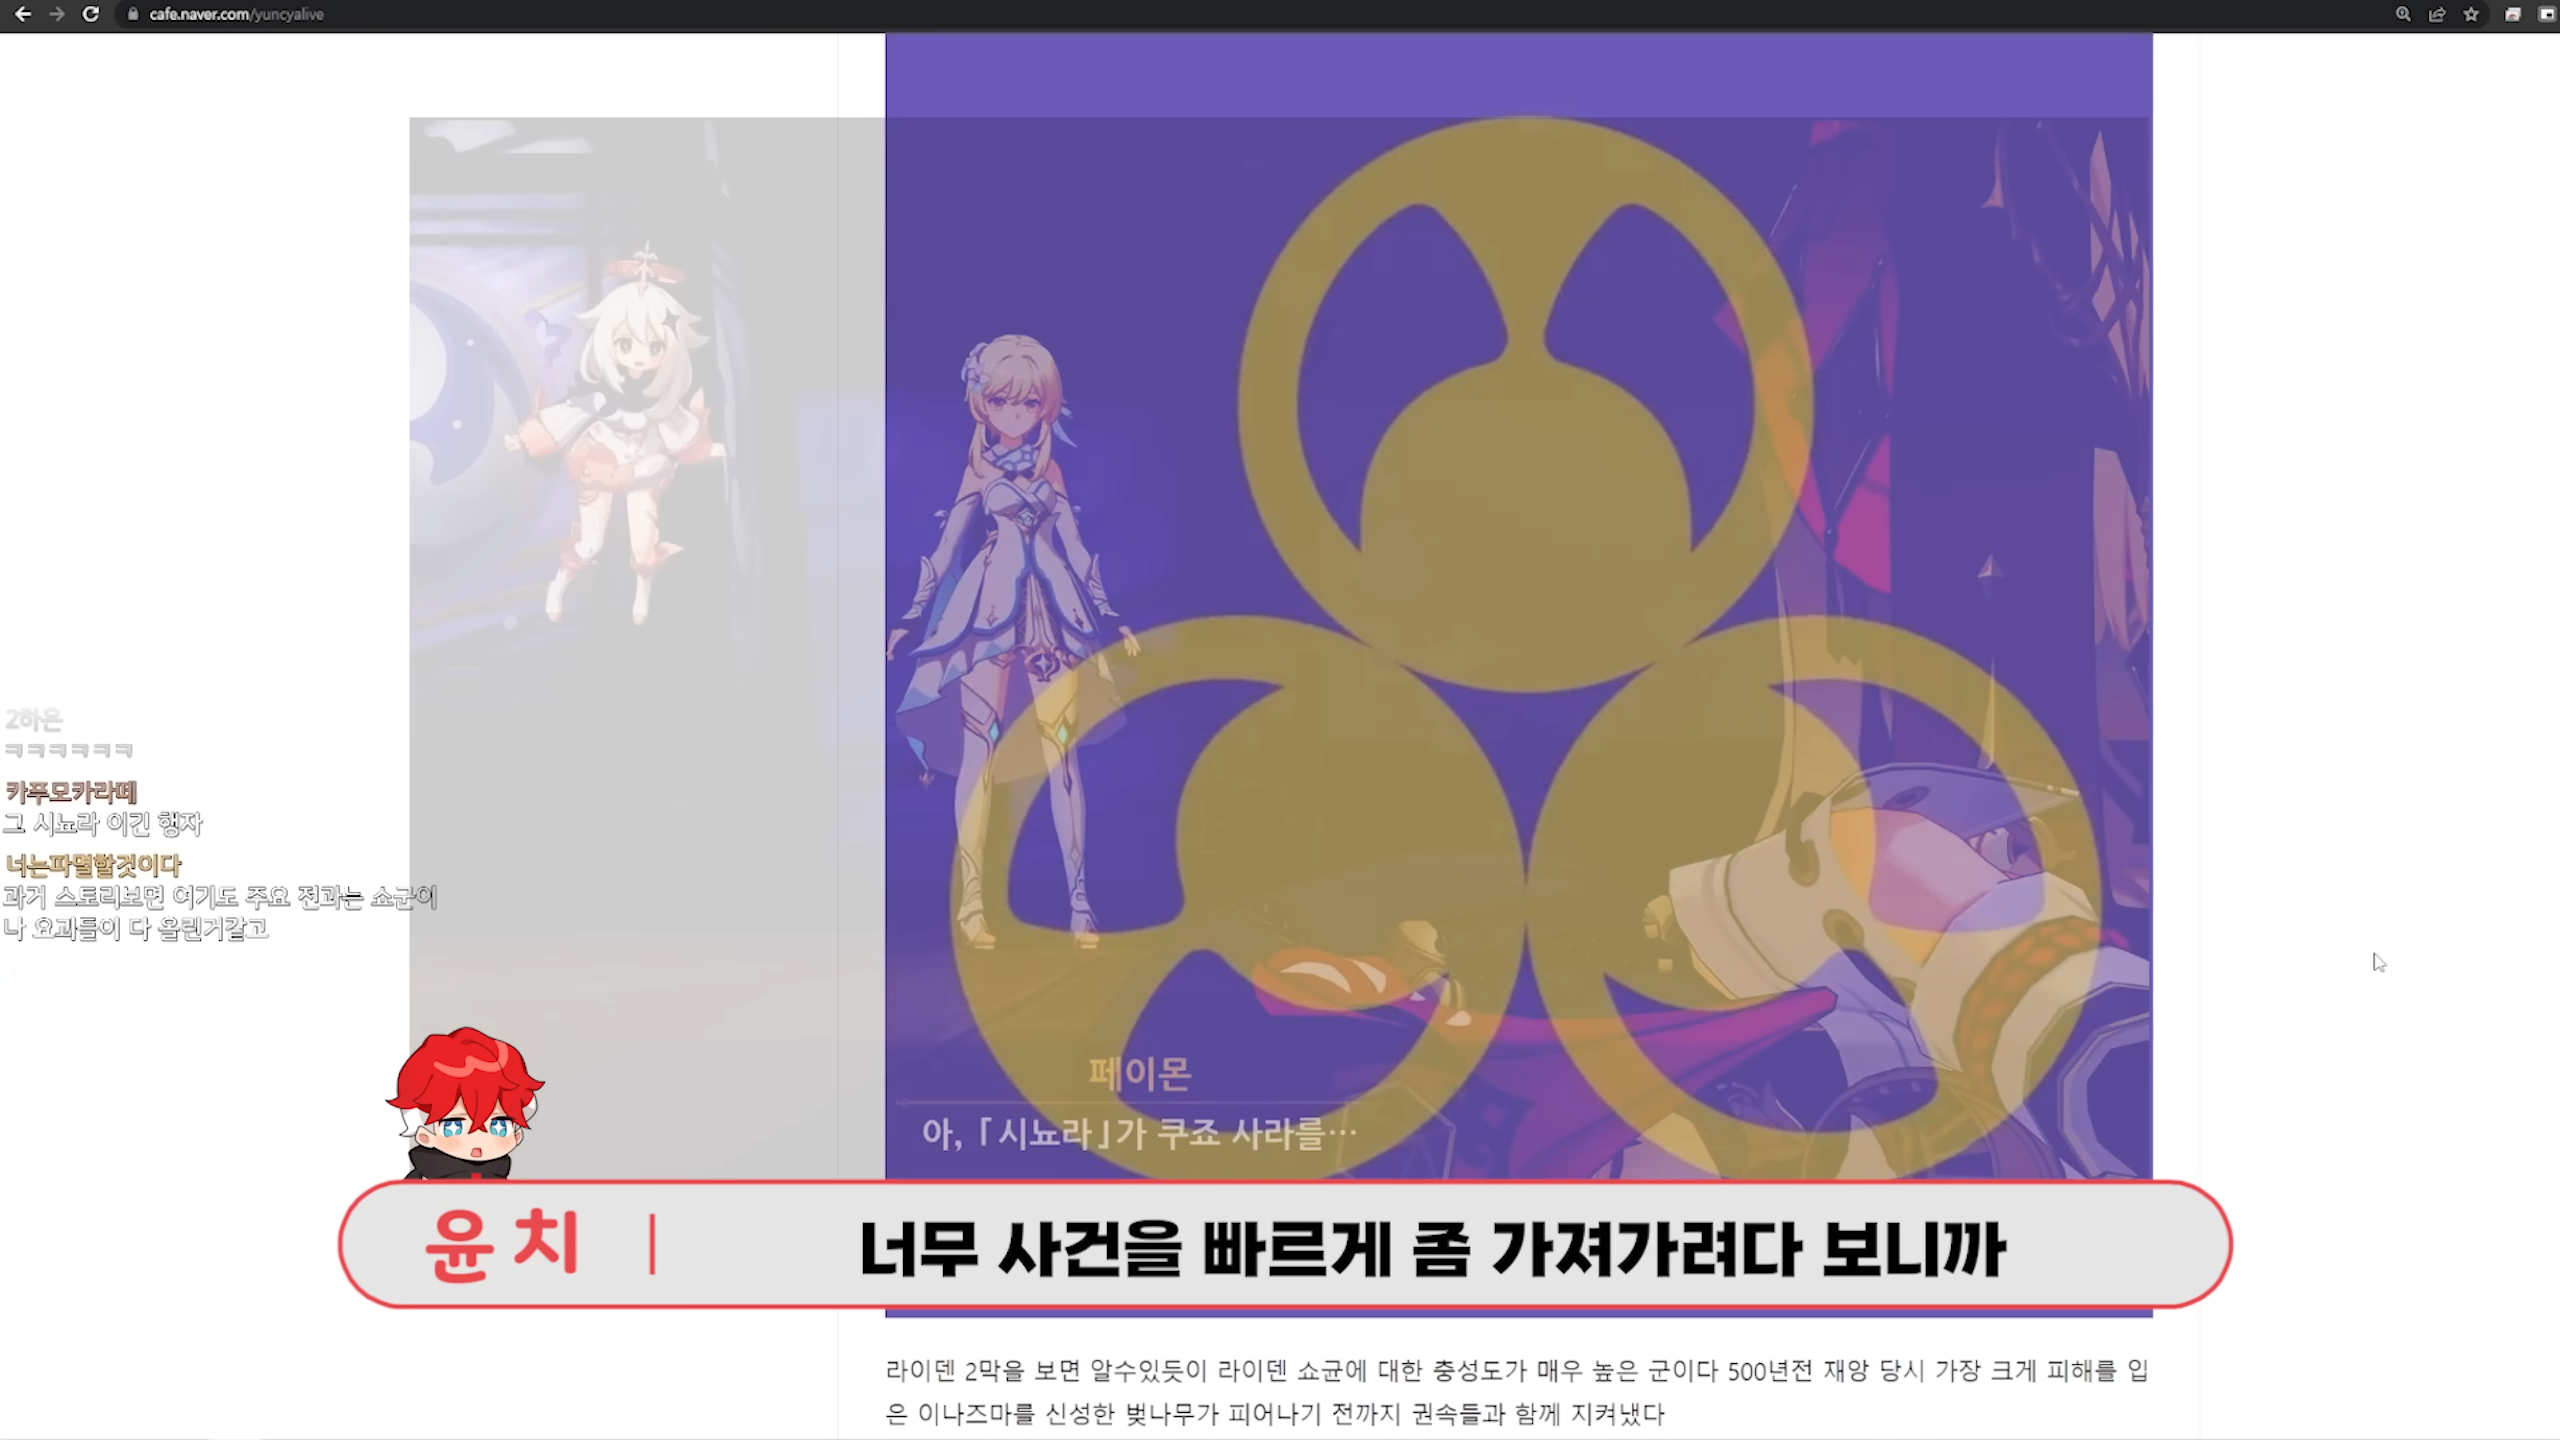 cafe.naver.com/yuncyalive
2하은
ㅋㅋㅋㅋㅋㅋ
카푸모카라떼
그 시뇨라 이긴 행자
너는파멸할것이다
과거 스토리보면 여기도 주요 전과는 쇼군이
나 요괴들이 다 올린거같고
페이몬
아, 「시뇨라」가 쿠죠 사라를…
윤치 | 너무 사건을 빠르게 좀 가져가려다 보니까
라이덴 2막을 보면 알수있듯이 라이덴 쇼균에 대한 충성도가 매우 높은 군이다 500년전 재앙 당시 가장 크게 피해를 입
은 이나즈마를 신성한 벚나무가 피어나기 전까지 권속들과 함께 지켜냈다